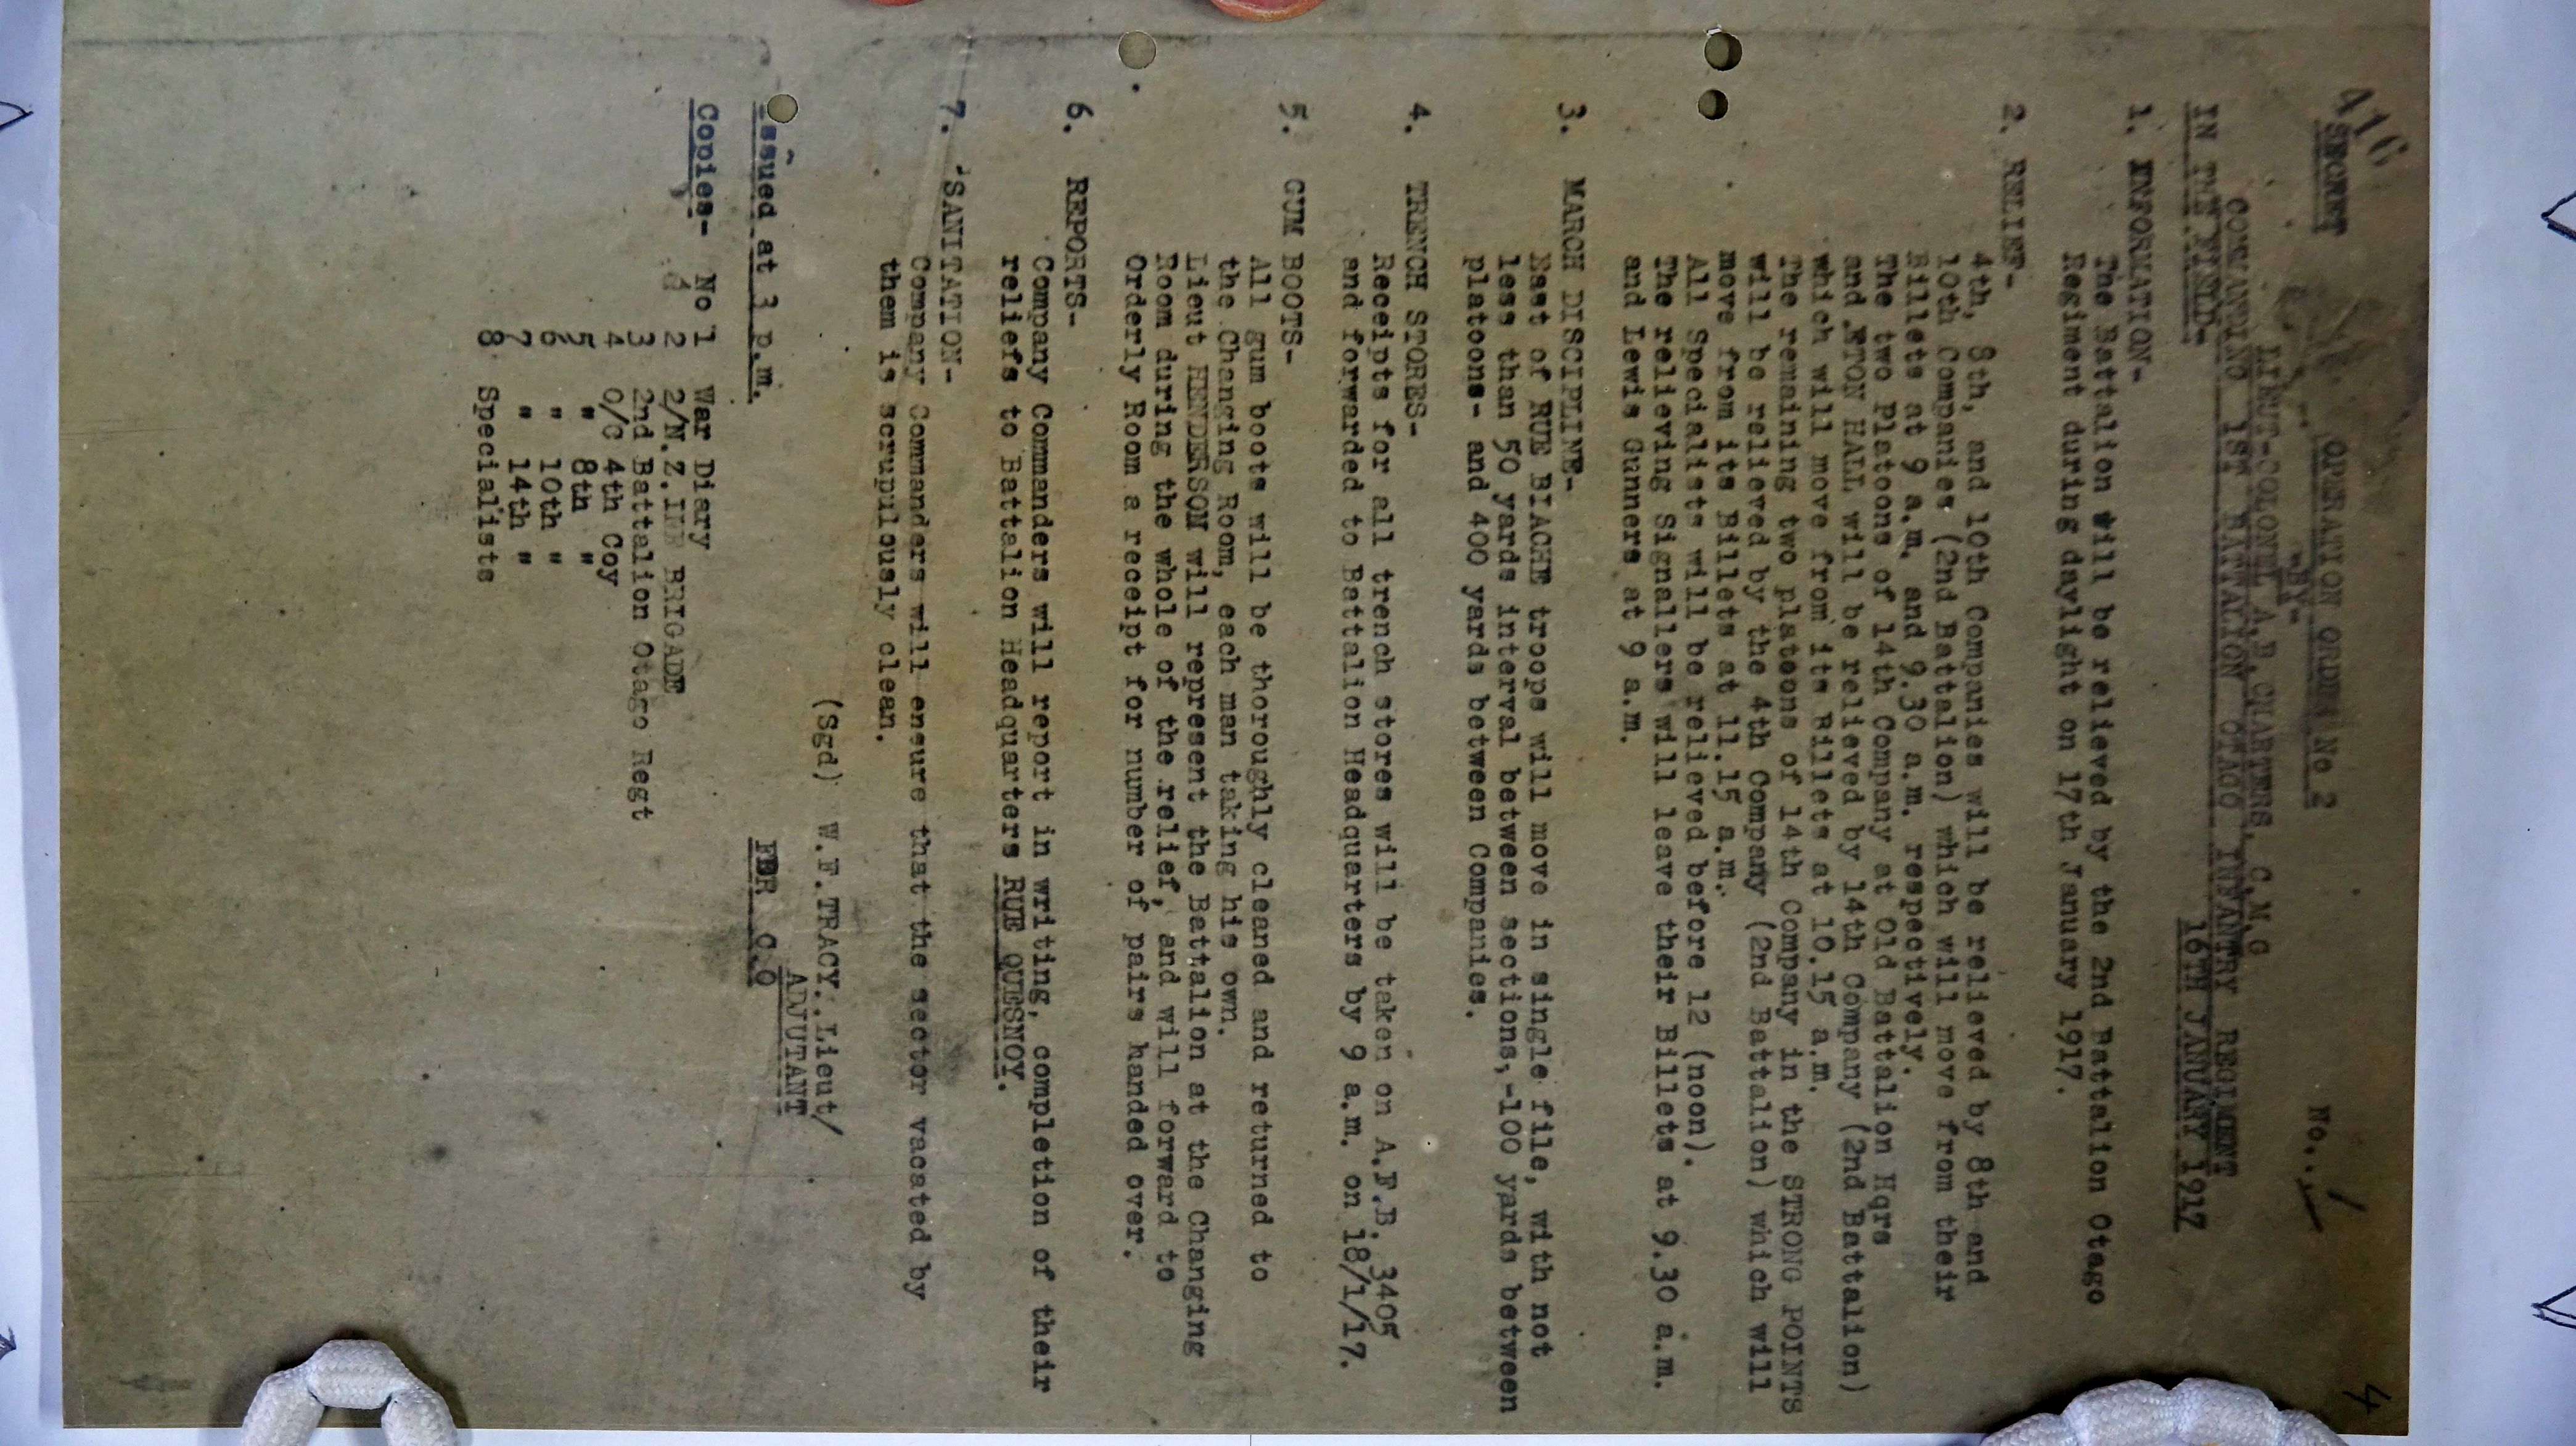 4
416
SECRET
OPERATION ORDER No 2
No.. 1
-BY-
LIEUT-COLONEL A.B. CHARTERS, C.M.G
COMMANDING 1ST BATTALION OTAGO INFANTRY REGIMENT
IN THE FIELD-
16TH JANUARY 1917
1. INFORMATION-
The Battalion will be relieved by the 2nd Battalion Otago
Regiment during daylight on 17th January 1917.
2. RELIEF-
4th, 8th, and 10th Companies will be relieved by 8th and
10th Companies (2nd Battalion) which will move from their
Billets at 9 a.m. and 9.30 a.m. respectively.
The two Platoons of 14th Company at Old Battalion Hqrs
and ETON HALL will be relieved by 14th Company (2nd Battalion)
which will move from its Billets at 10.15 a.m.
The remaining two platoons of 14th Company in the STRONG POINTS
will be relieved by the 4th Company (2nd Battalion) which will
move from its Billets at 11.15 a.m.
All Specialists will be relieved before 12 (noon).
The relieving Signallers will leave their Billets at 9.30 a.m.
and Lewis Gunners at 9 a.m.
3. MARCH DISCIPLINE-
East of RUE BIACHE troops will move in single file, with not
less than 50 yards interval between sections,-100 yards between
platoons- and 400 yards between Companies.
4. TRENCH STORES-
Receipts for all trench stores will be taken on A.F.B. 3405
and forwarded to Battalion Headquarters by 9 a.m. on 18/1/17.
5. GUM BOOTS-
All gum boots will be thoroughly cleaned and returned to
the Changing Room, each man taking his own.
Lieut HENDERSON will represent the Battalion at the Changing
Room during the whole of the relief, and will forward to
Orderly Room a receipt for number of pairs handed over.
6. REPORTS-
Company Commanders will report in writing, completion of their
reliefs to Battalion Headquarters RUE QUESNOY.
7. SANITATION-
Company Commanders will ensure that the sector vacated by
them is scrupulously clean.
(Sgd) W.F.TRACY. Lieut/
ADJUTANT
Issued at 3 p.m.
FOR C.O
Copies- No 1 War Diary
2 2/N.Z.INF BRIGADE
3 2nd Battalion Otago Regt
4 O/C 4th Coy
5 " 8th "
6 " 10th "
7 " 14th "
8 Specialists